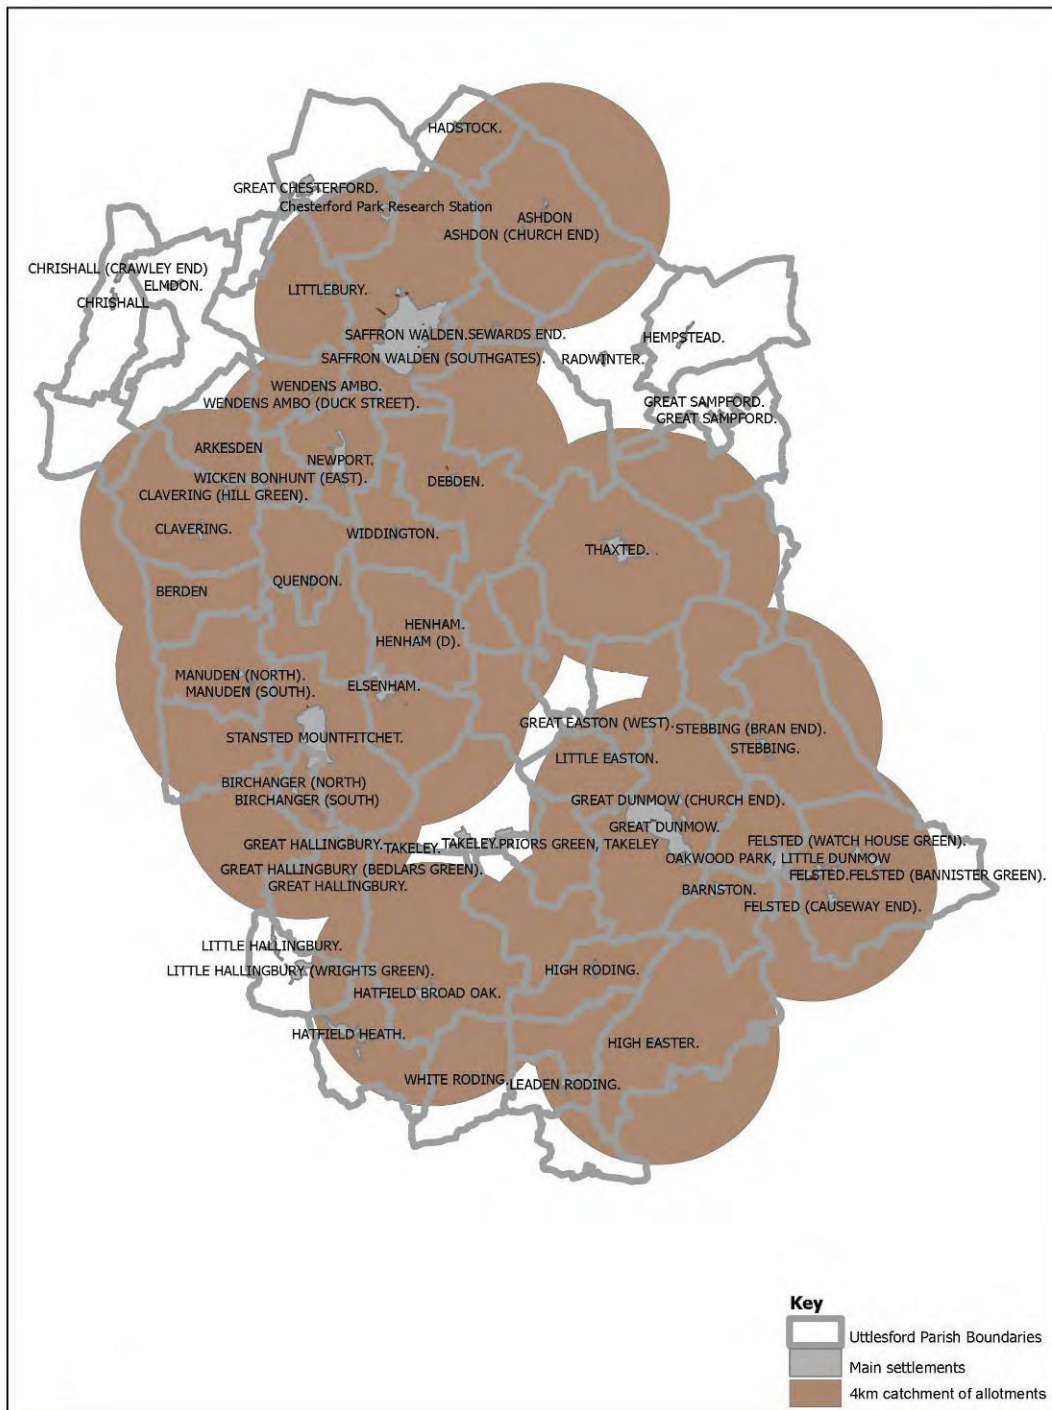 HADSTOCK.
GREAT CHESTERFORD.
Chesterford Park Research Station
ASHDON
ASHDON (CHURCH END)
CHRISHALL (CRAWLEY END)
ELMDON.
CHRISHALL
LITTLEBURY.
SAFFRON WALDEN.
SEWARDS END.
SAFFRON WALDEN (SOUTHGATES).
RADWINTER.
HEMPSTEAD.
WENDENS AMBO.
WENDENS AMBO (DUCK STREET).
GREAT SAMPFORD.
GREAT SAMPFORD.
ARKESDEN
NEWPORT.
WICKEN BONHUNT (EAST).
DEBDEN.
CLAVERING (HILL GREEN).
CLAVERING.
WIDDINGTON.
THAXTED.
BERDEN
QUENDON.
HENHAM.
HENHAM (D).
MANUDEN (NORTH).
MANUDEN (SOUTH).
ELSENHAM.
STANSTED MOUNTFITCHET.
GREAT EASTON (WEST).
STEBBING (BRAN END).
STEBBING.
LITTLE EASTON.
BIRCHANGER (NORTH)
BIRCHANGER (SOUTH)
GREAT DUNMOW (CHURCH END).
GREAT DUNMOW.
GREAT HALLINGBURY.
TAKELEY.
TAKELEY.
PRIORS GREEN, TAKELEY
FELSTED (WATCH HOUSE GREEN).
OAKWOOD PARK, LITTLE DUNMOW
GREAT HALLINGBURY (BEDLARS GREEN).
GREAT HALLINGBURY.
FELSTED.
FELSTED (BANNISTER GREEN).
BARNSTON.
FELSTED (CAUSEWAY END).
LITTLE HALLINGBURY.
LITTLE HALLINGBURY (WRIGHTS GREEN).
HIGH RODING.
HATFIELD BROAD OAK.
HATFIELD HEATH.
HIGH EASTER.
WHITE RODING.
LEADEN RODING.
Key
Uttlesford Parish Boundaries
Main settlements
4km catchment of allotments